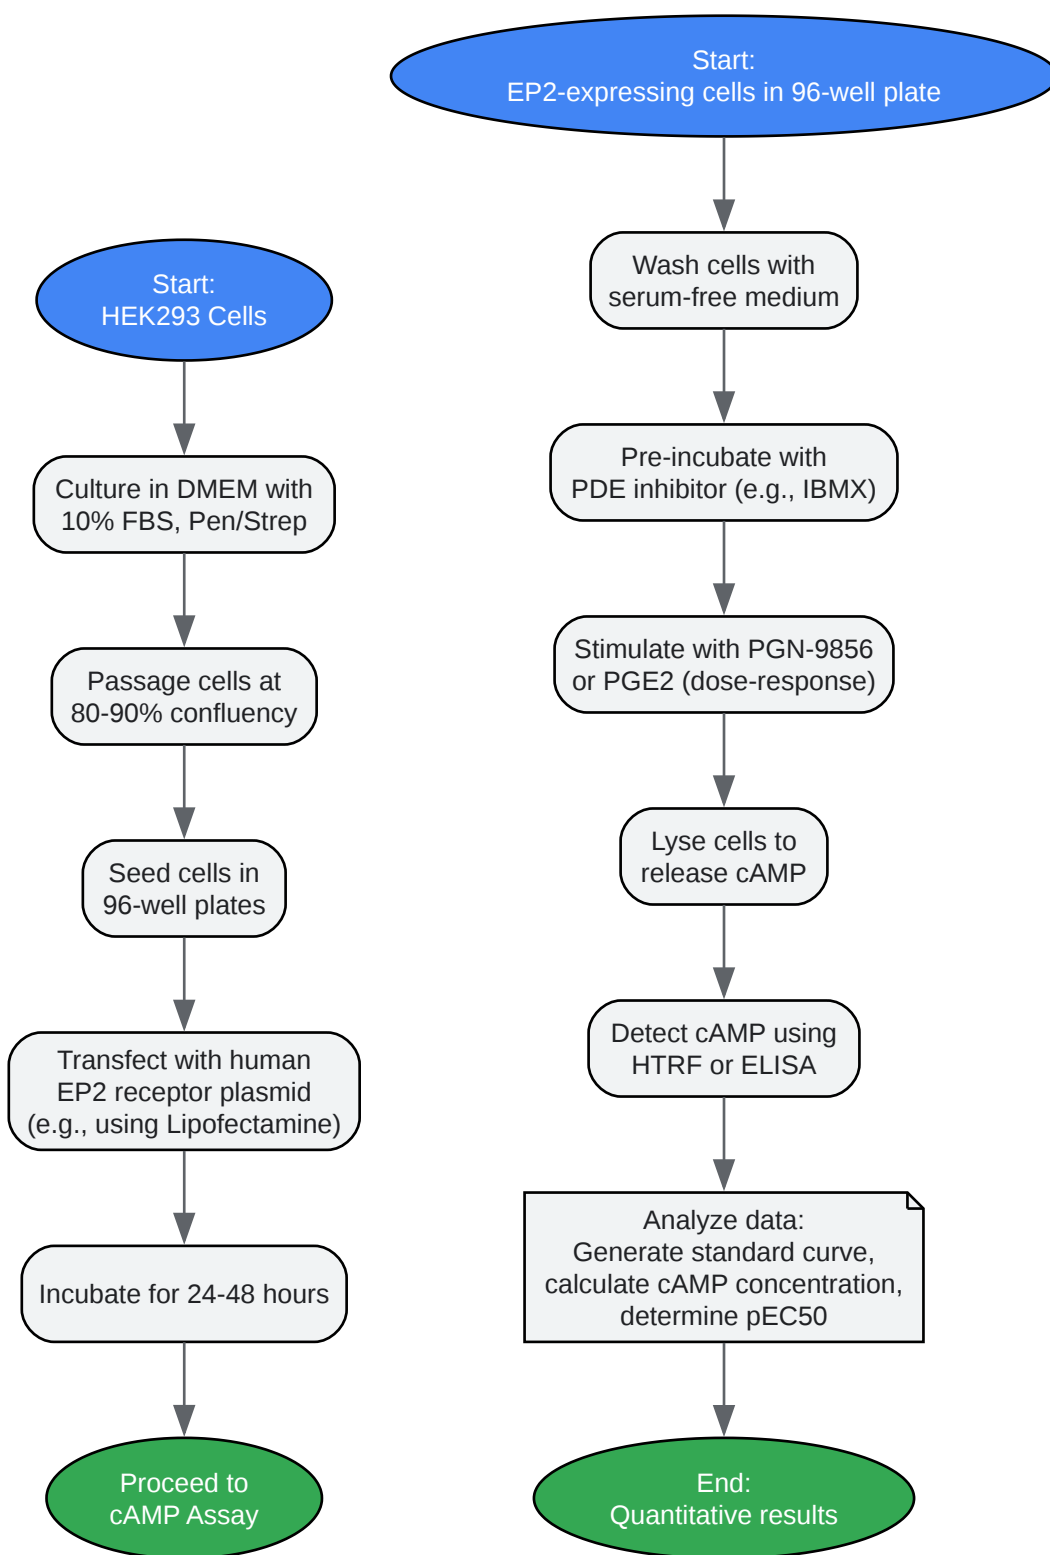 Start:
HEK293 Cells
Culture in DMEM with
10% FBS, Pen/Strep
Passage cells at
80-90% confluency
Seed cells in
96-well plates
Transfect with human
EP2 receptor plasmid
(e.g., using Lipofectamine)
Incubate for 24-48 hours
Proceed to
cAMP Assay
Start:
EP2-expressing cells in 96-well plate
Wash cells with
serum-free medium
Pre-incubate with
PDE inhibitor (e.g., IBMX)
Stimulate with PGN-9856
or PGE2 (dose-response)
Lyse cells to
release cAMP
Detect cAMP using
HTRF or ELISA
Analyze data:
Generate standard curve,
calculate cAMP concentration,
determine pEC50
End:
Quantitative results